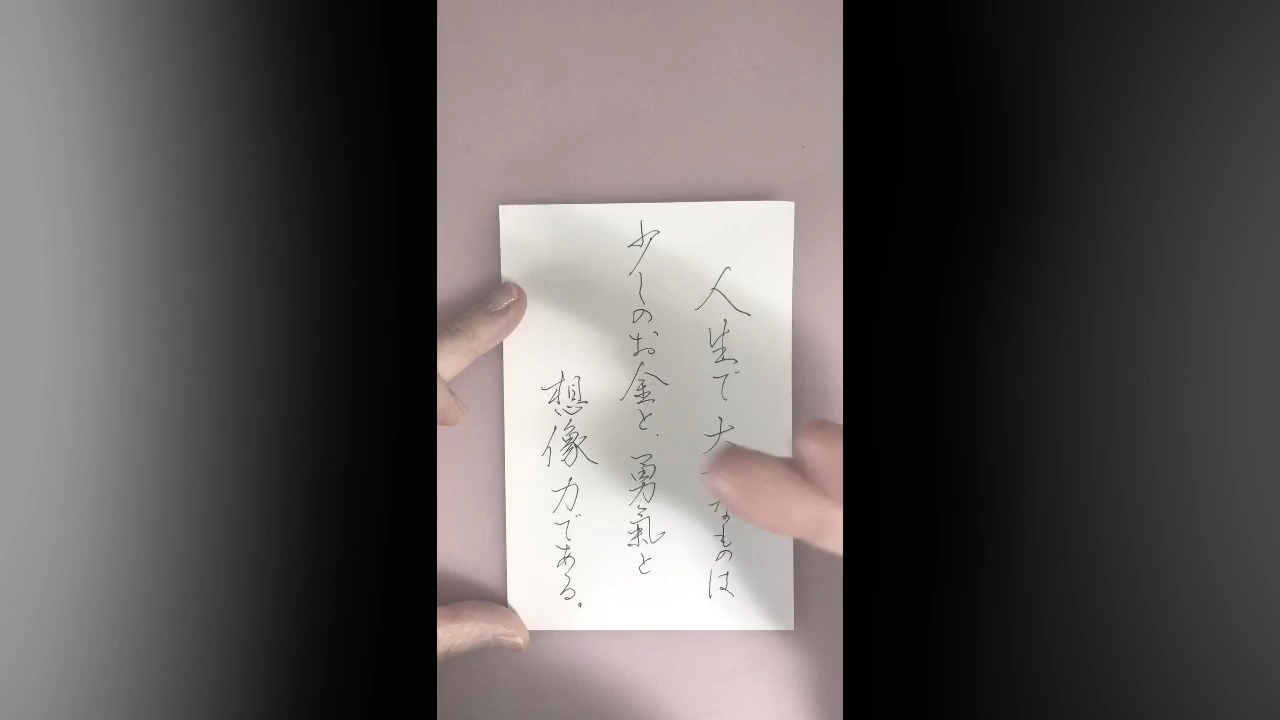 人生で大なものは
少しのお金と、勇氣と
想像力である。